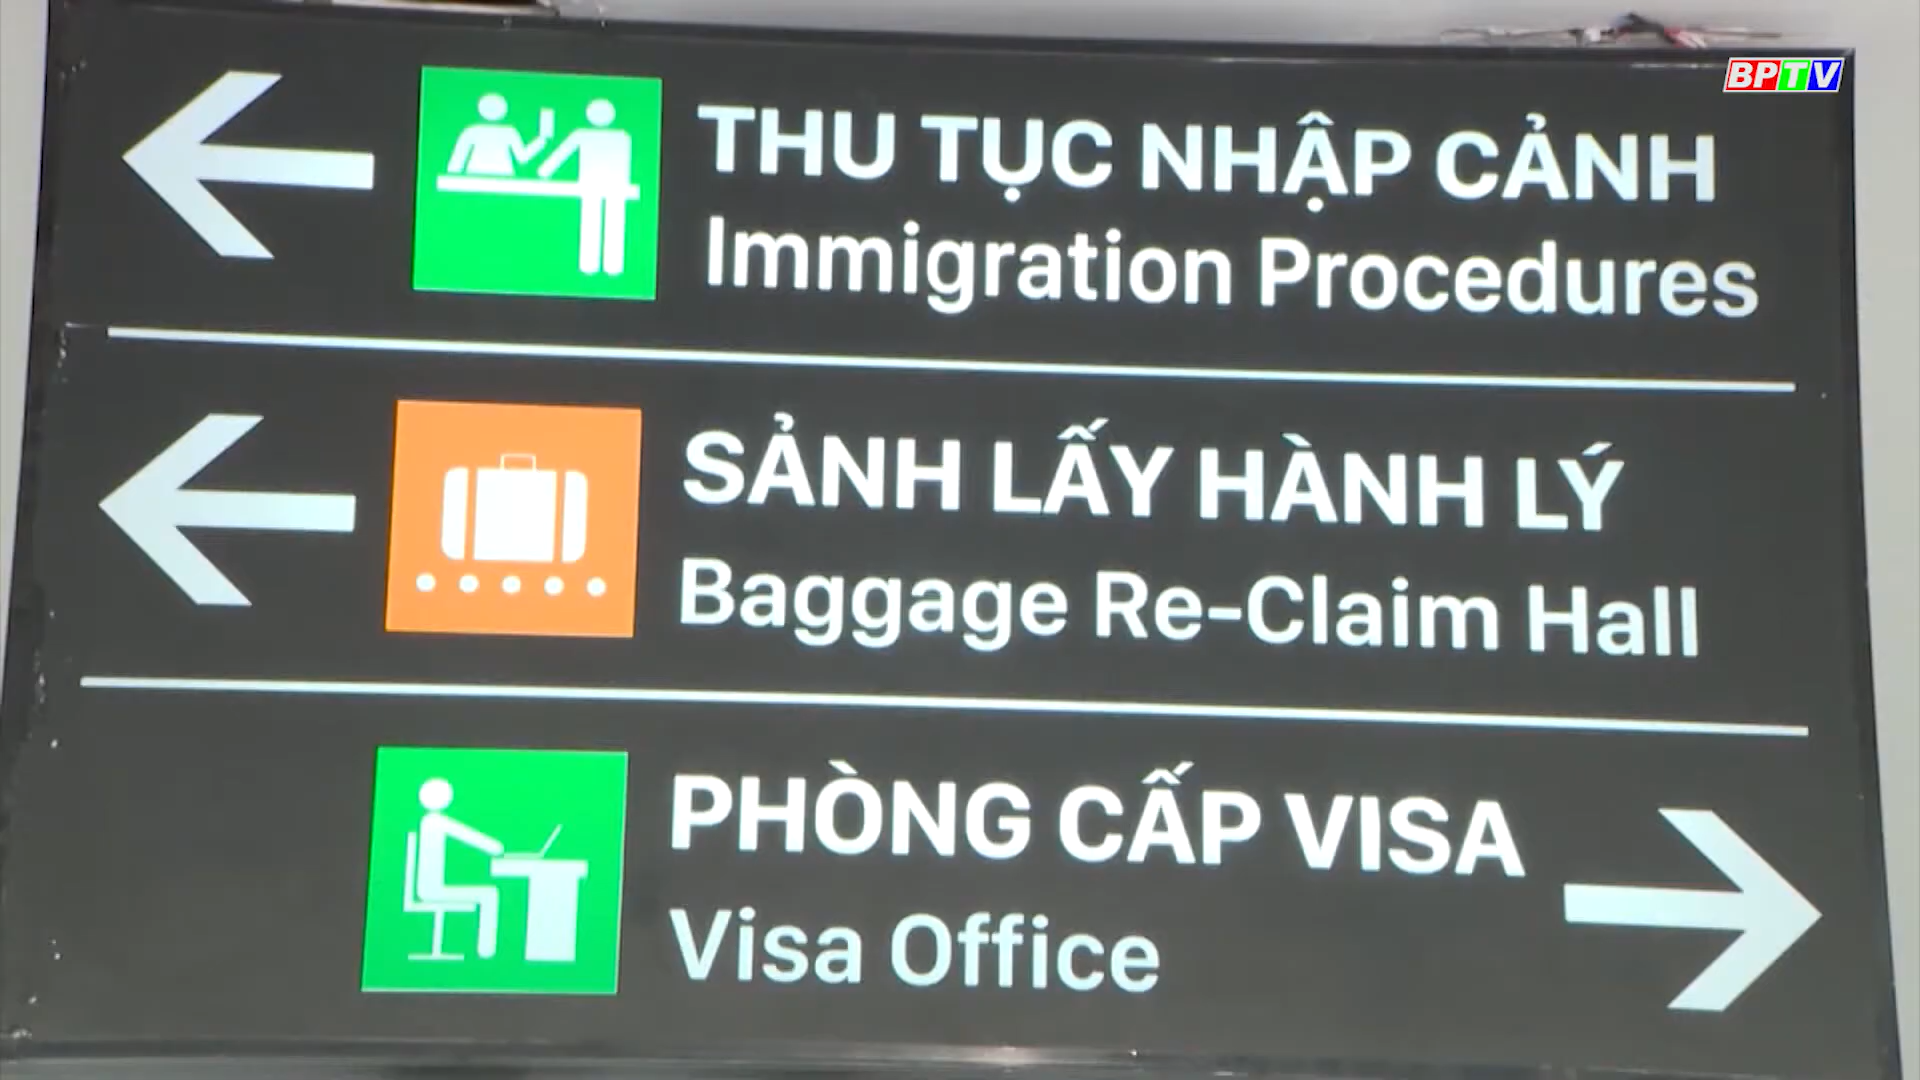 BPTV
THU TỤC NHẬP CẢNH
Immigration Procedures
SẢNH LẤY HÀNH LÝ
Baggage Re-Claim Hall
PHÒNG CẤP VISA
Visa Office